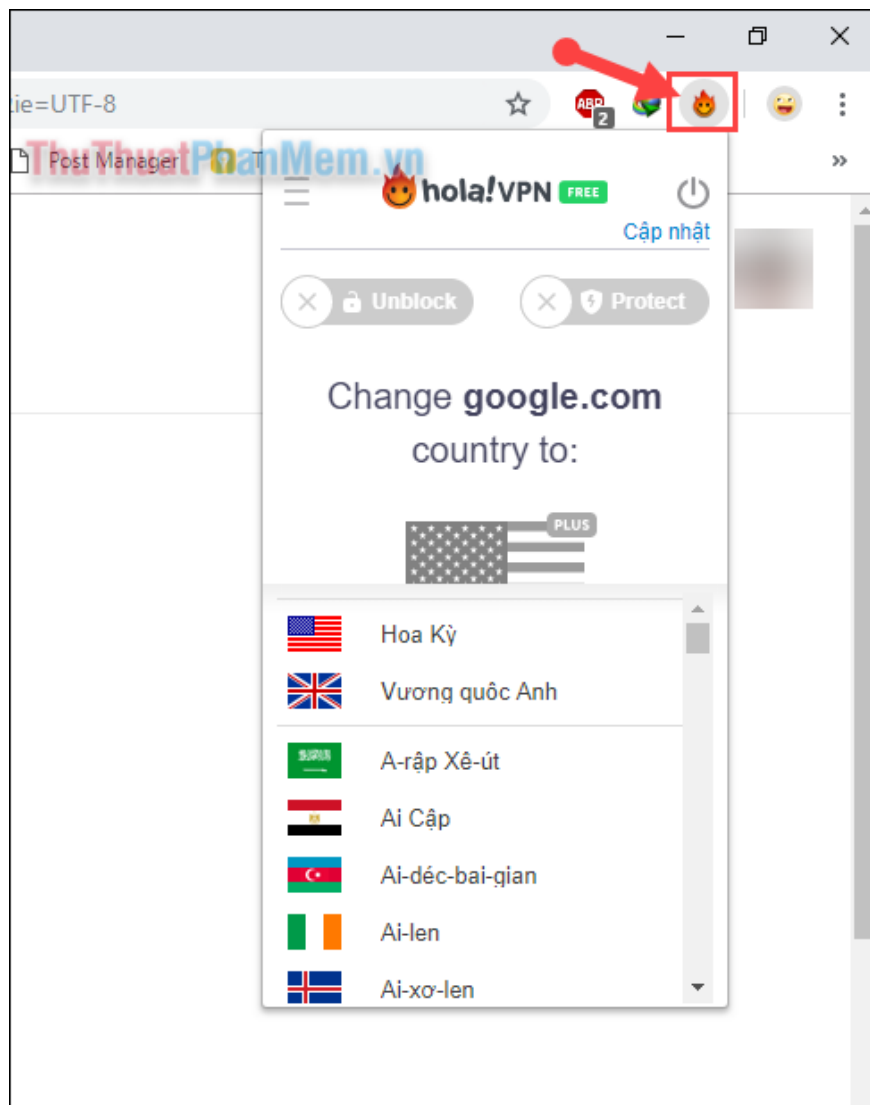 ie=UTF-8
ABP
2
Post Manager
ThuThuatPhanMem.vn
»
hola!VPN FREE
Cập nhật
Unblock
Protect
Change google.com
country to:
PLUS
Hoa Kỳ
Vương quốc Anh
A-rập Xê-út
Ai Cập
Ai-déc-bai-gian
Ai-len
Ai-xơ-len